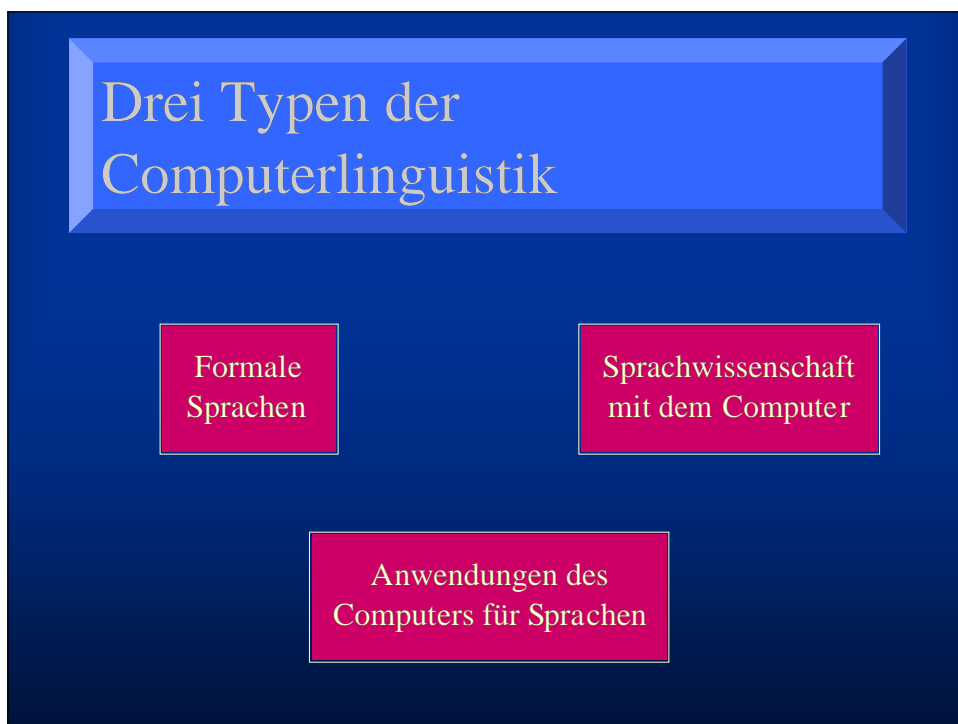 Drei Typen der
Computerlinguistik
Formale
Sprachen
Sprachwissenschaft
mit dem Computer
Anwendungen des
Computers für Sprachen